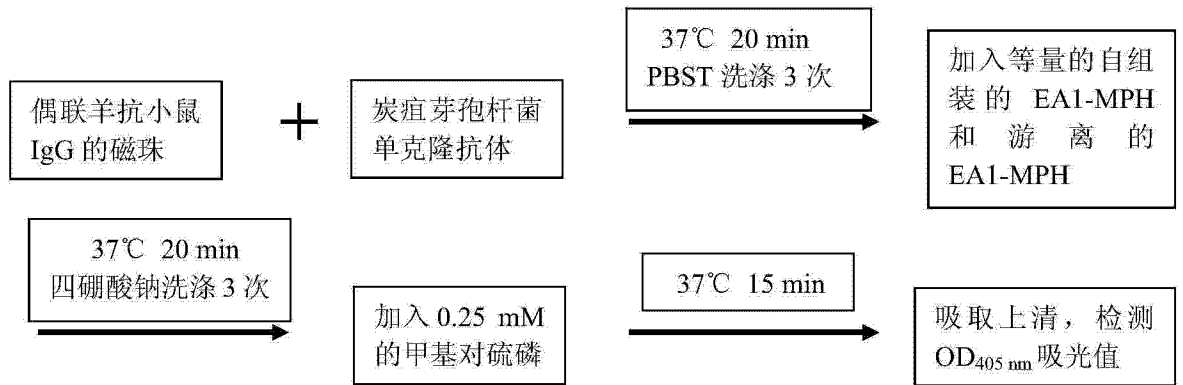 偶联羊抗小鼠
IgG 的磁珠
+
炭疽芽孢杆菌
单克隆抗体
37℃ 20 min
PBST 洗涤 3 次
加入等量的自组
装的 EA1-MPH
和游离的
EA1-MPH
37℃ 20 min
四硼酸钠洗涤 3 次
加入 0.25 mM
的甲基对硫磷
37℃ 15 min
吸取上清，检测
OD405 nm 吸光值